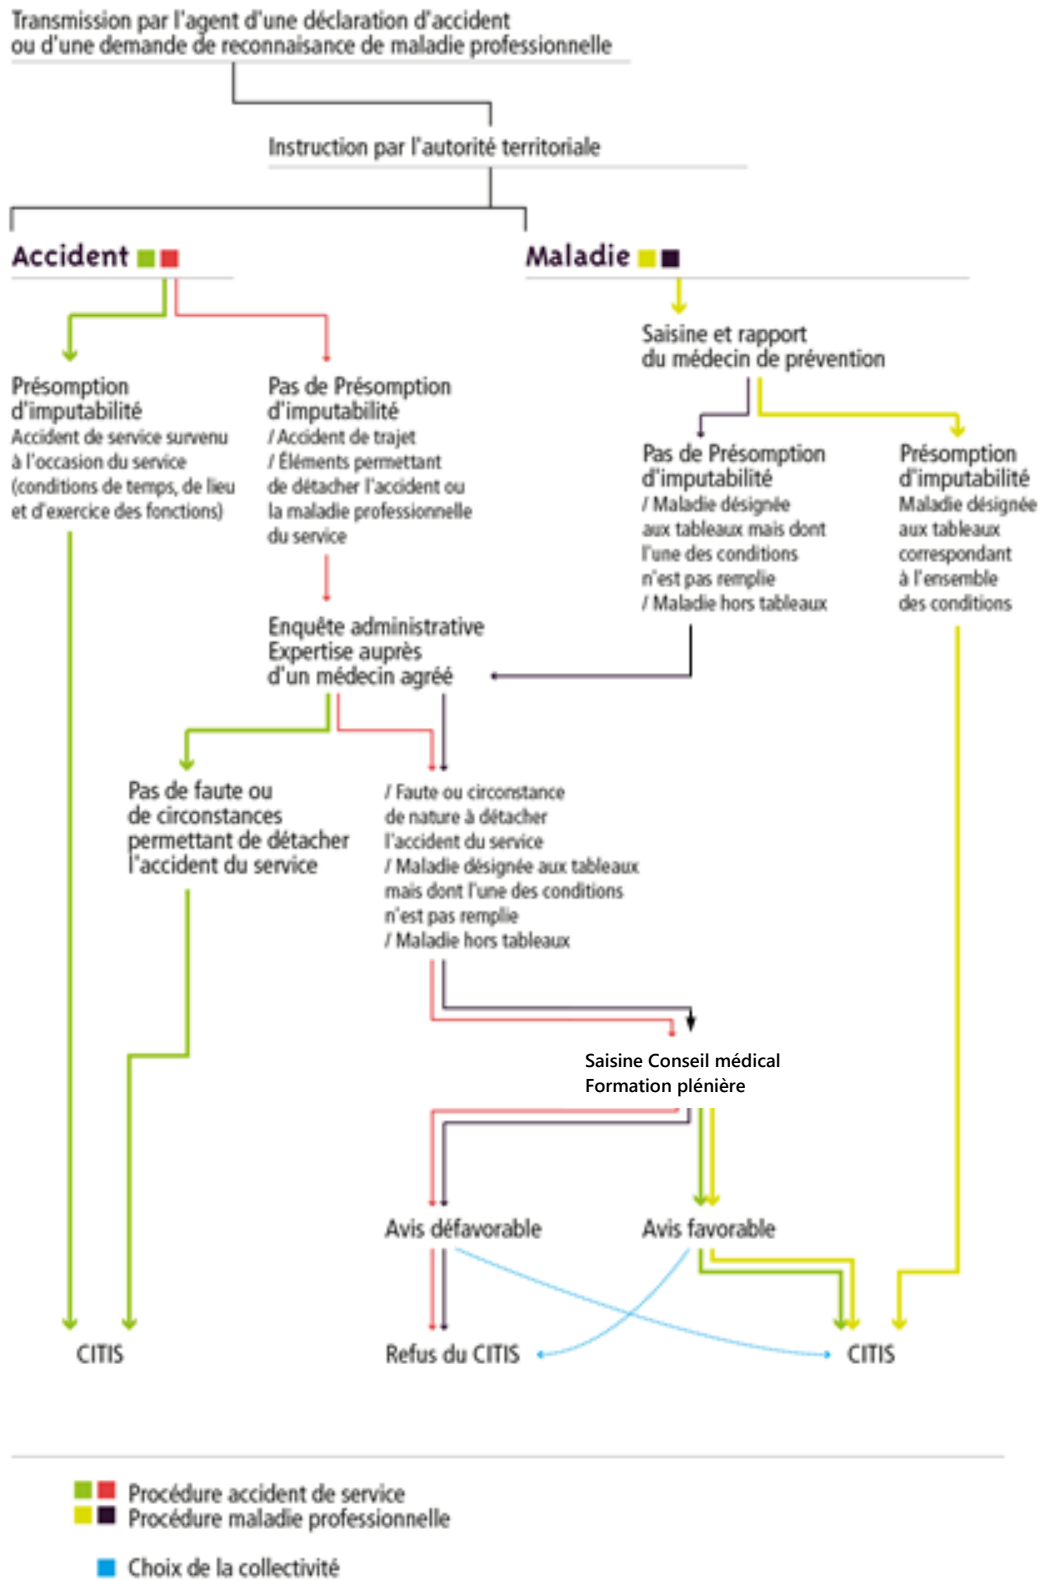 Transmission par l'agent d'une déclaration d'accident
ou d'une demande de reconnaisance de maladie professionnelle
Instruction par l'autorité territoriale
Accident
Maladie
Saisine et rapport
du médecin de prévention
Présomption
d'imputabilité
Accident de service survenu
à l'occasion du service
(conditions de temps, de lieu
et d'exercice des fonctions)
Pas de Présomption
d'imputabilité
/ Accident de trajet
/ Éléments permettant
de détacher l'accident ou
la maladie professionnelle
du service
Pas de Présomption
d'imputabilité
/ Maladie désignée
aux tableaux mais dont
l'une des conditions
n'est pas remplie
/ Maladie hors tableaux
Présomption
d'imputabilité
Maladie désignée
aux tableaux
correspondant
à l'ensemble
des conditions
Enquête administrative
Expertise auprès
d'un médecin agréé
Pas de faute ou
de circonstances
permettant de détacher
l'accident du service
/ Faute ou circonstance
de nature à détacher
l'accident du service
/ Maladie désignée aux tableaux
mais dont l'une des conditions
n'est pas remplie
/ Maladie hors tableaux
Saisine Conseil médical
Formation plénière
Avis défavorable
Avis favorable
CITIS
Refus du CITIS
CITIS
Procédure accident de service
Procédure maladie professionnelle
Choix de la collectivité